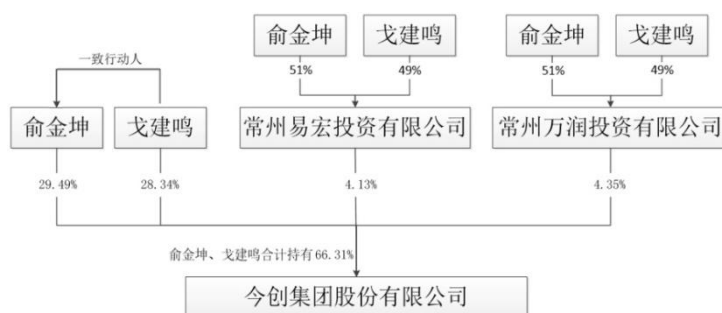 俞金坤 戈建鸣 俞金坤 戈建鸣
51% 49% 51% 49%
一致行动人
俞金坤 戈建鸣 常州易宏投资有限公司 常州万润投资有限公司
29.49% 28.34% 4.13% 4.35%
俞金坤、戈建鸣合计持有66.31%
今创集团股份有限公司